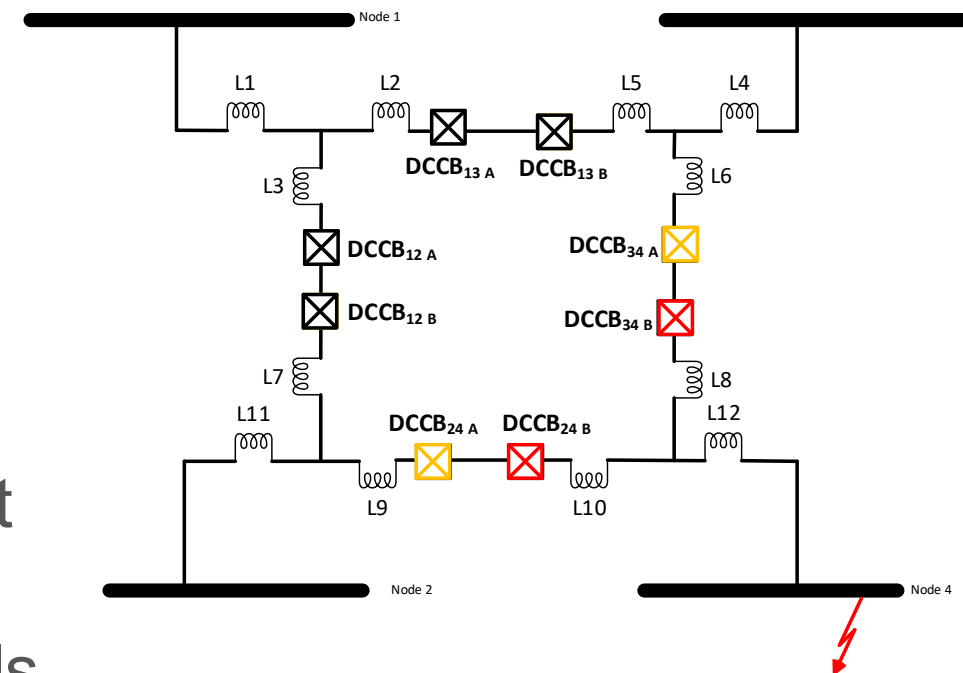 Node 1
L1
L2
L5
L4
DCCB13 A
DCCB13 B
L3
L6
DCCB12 A
DCCB34 A
DCCB12 B
DCCB34 B
L7
L8
L11
DCCB24 A
DCCB24 B
L12
L9
L10
Node 2
Node 4